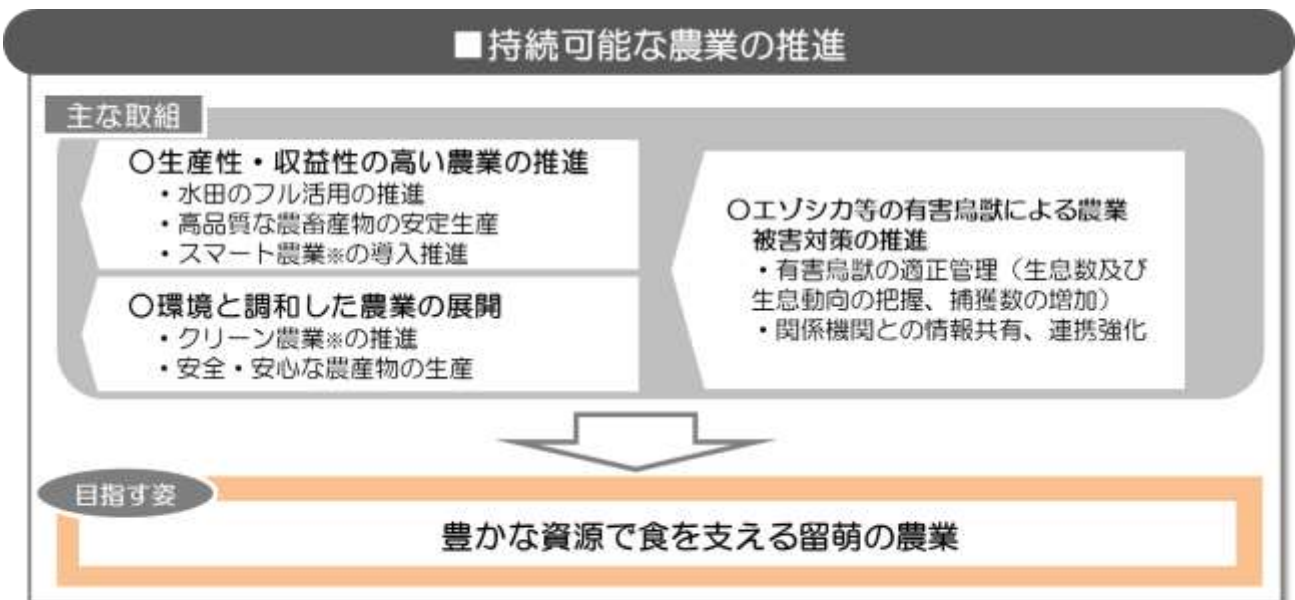 ■持続可能な農業の推進
主な取組
〇生産性・収益性の高い農業の推進
・水田のフル活用の推進
・高品質な農畜産物の安定生産
・スマート農業※の導入推進
〇環境と調和した農業の展開
・クリーン農業※の推進
・安全・安心な農産物の生産
〇エゾシカ等の有害鳥獣による農業
被害対策の推進
・有害鳥獣の適正管理（生息数及び
生息動向の把握、捕獲数の増加）
・関係機関との情報共有、連携強化
目指す姿
豊かな資源で食を支える留萌の農業